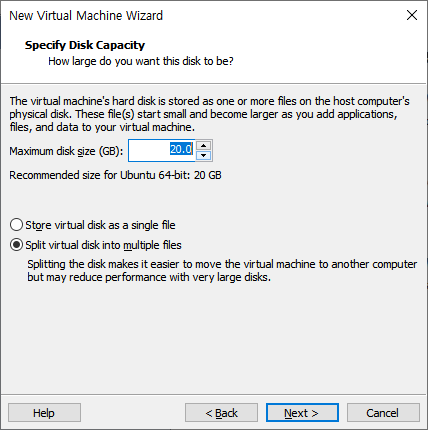 New Virtual Machine Wizard
Specify Disk Capacity
How large do you want this disk to be?
The virtual machine's hard disk is stored as one or more files on the host computer's
physical disk. These file(s) start small and become larger as you add applications,
files, and data to your virtual machine.
Maximum disk size (GB): 20.0
Recommended size for Ubuntu 64-bit: 20 GB
Store virtual disk as a single file
Split virtual disk into multiple files
Splitting the disk makes it easier to move the virtual machine to another computer
but may reduce performance with very large disks.
Help < Back Next > Cancel